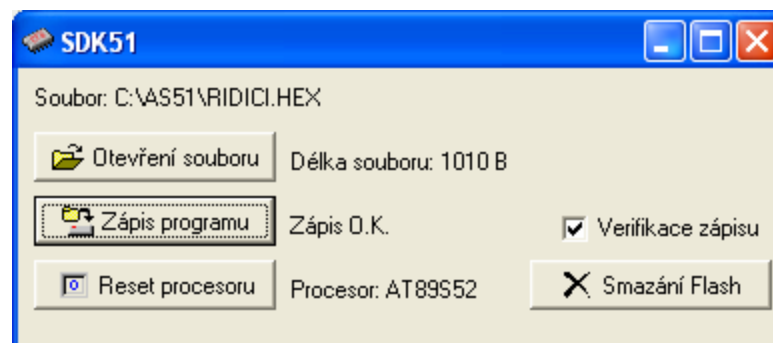 SDK51
Soubor: C:\AS51\RIDICI.HEX
Otevření souboru Délka souboru: 1010 B
Zápis programu Zápis O.K. Verifikace zápisu
Reset procesoru Procesor: AT89S52 Smazání Flash